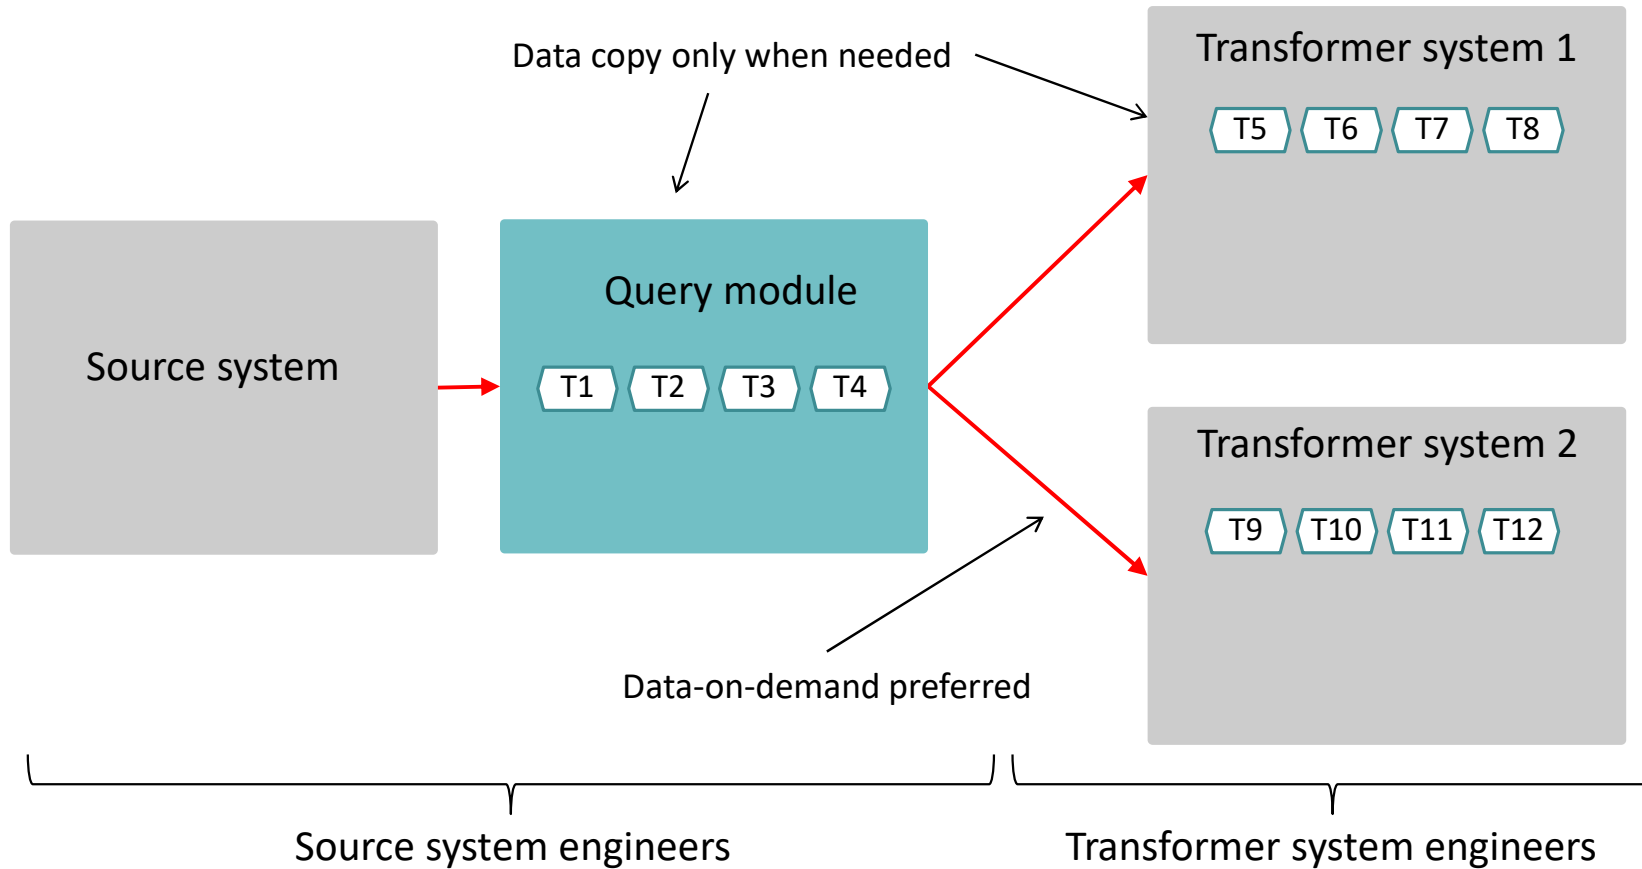 Data copy only when needed
Transformer system 1
T5 T6 T7 T8
Source system
Query module
T1 T2 T3 T4
Transformer system 2
T9 T10 T11 T12
Data-on-demand preferred
Source system engineers
Transformer system engineers